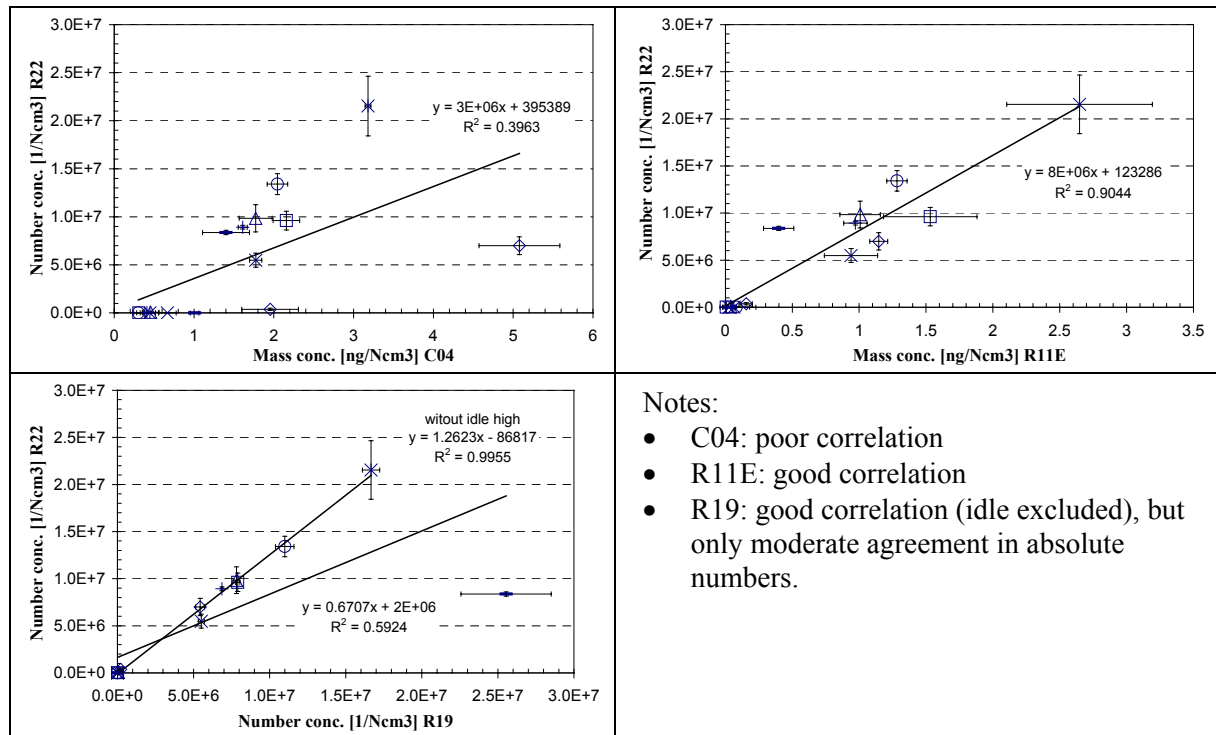 3.0E+7
2.5E+7
2.0E+7
1.5E+7
1.0E+7
5.0E+6
0.0E+0
Number conc. [1/Ncm3] R22
y = 3E+06x + 395389
R² = 0.3963
0 1 2 3 4 5 6
Mass conc. [ng/Ncm3] C04
3.0E+7
2.5E+7
2.0E+7
1.5E+7
1.0E+7
5.0E+6
0.0E+0
Number conc. [1/Ncm3] R22
y = 8E+06x + 123286
R² = 0.9044
0 0.5 1 1.5 2 2.5 3 3.5
Mass conc. [ng/Ncm3] R11E
3.0E+7
2.5E+7
2.0E+7
1.5E+7
1.0E+7
5.0E+6
0.0E+0
Number conc. [1/Ncm3] R22
witout idle high
y = 1.2623x - 86817
R² = 0.9955
y = 0.6707x + 2E+06
R² = 0.5924
0.0E+0 5.0E+6 1.0E+7 1.5E+7 2.0E+7 2.5E+7 3.0E+7
Number conc. [1/Ncm3] R19
Notes:
• C04: poor correlation
• R11E: good correlation
• R19: good correlation (idle excluded), but
only moderate agreement in absolute
numbers.